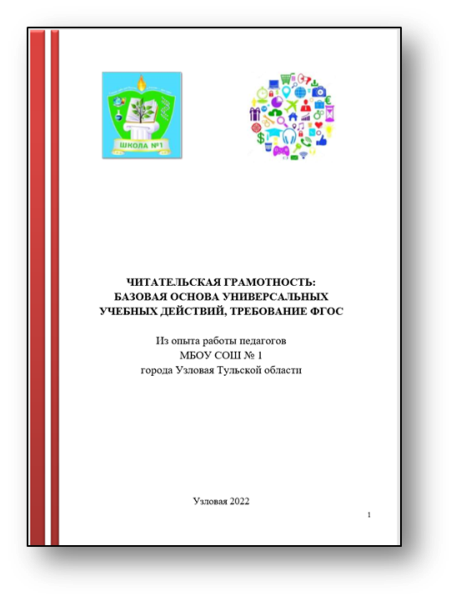 ШКОЛА №1
ЧИТАТЕЛЬСКАЯ ГРАМОТНОСТЬ:
БАЗОВАЯ ОСНОВА УНИВЕРСАЛЬНЫХ
УЧЕБНЫХ ДЕЙСТВИЙ, ТРЕБОВАНИЕ ФГОС
Из опыта работы педагогов
МБОУ СОШ № 1
города Узловая Тульской области
Узловая 2022
1